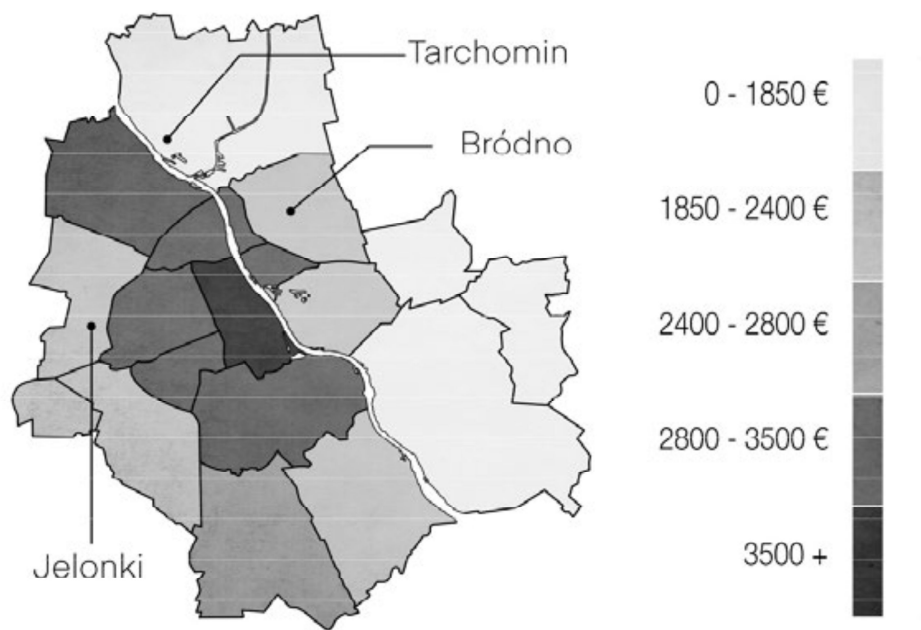 Tarchomin
Bródno
Jelonki
0 - 1850 €
1850 - 2400 €
2400 - 2800 €
2800 - 3500 €
3500 +